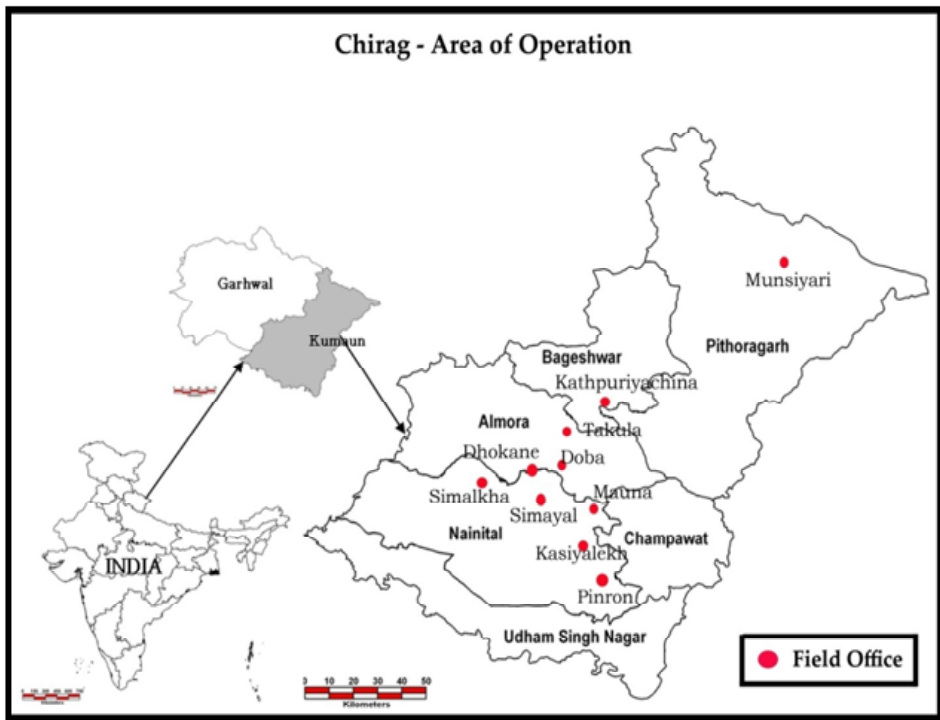 Chirag - Area of Operation
Garhwal
Kumaun
INDIA
Munsiyari
Pithoragarh
Bageshwar
Kathpuriyachina
Almora
Takula
Dhokane
Doba
Simalkha
Mauna
Simayal
Nainital
Champawat
Kasiyalekh
Pinron
Udham Singh Nagar
Field Office
0 10 20 30 40 50
Kilometers